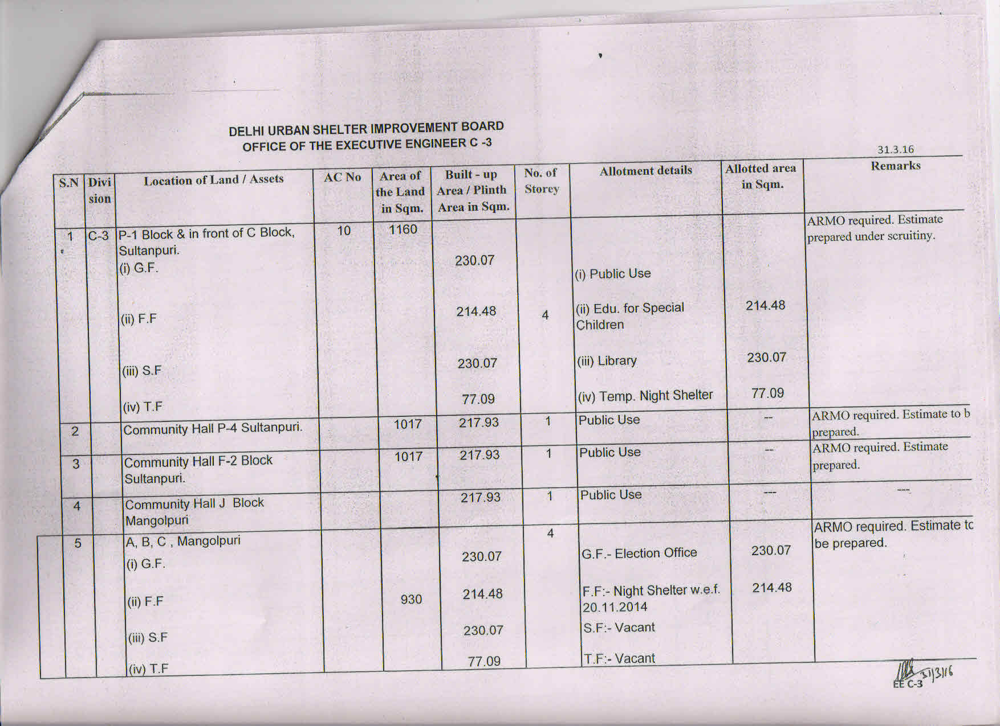 DELHI URBAN SHELTER IMPROVEMENT BOARD
OFFICE OF THE EXECUTIVE ENGINEER C -3
31.3.16
S.N Divi sion Location of Land / Assets AC No Area of the Land in Sqm. Built - up Area / Plinth Area in Sqm. No. of Storey Allotment details Allotted area in Sqm. Remarks
1 C-3 P-1 Block & in front of C Block, 10 1160 ARMO required. Estimate
Sultanpuri. prepared under scruitiny.
(i) G.F. 230.07 (i) Public Use
(ii) F.F 214.48 4 (ii) Edu. for Special 214.48
Children
(iii) S.F 230.07 (iii) Library 230.07
(iv) T.F 77.09 (iv) Temp. Night Shelter 77.09
2 Community Hall P-4 Sultanpuri. 1017 217.93 1 Public Use -- ARMO required. Estimate to b
prepared.
3 Community Hall F-2 Block 1017 217.93 1 Public Use -- ARMO required. Estimate
Sultanpuri. prepared.
4 Community Hall J Block 217.93 1 Public Use --- ---
Mangolpuri
5 A, B, C , Mangolpuri 4 ARMO required. Estimate to
be prepared.
(i) G.F. 230.07 G.F.- Election Office 230.07
(ii) F.F 930 214.48 F.F:- Night Shelter w.e.f. 214.48
20.11.2014
(iii) S.F 230.07 S.F:- Vacant
(iv) T.F 77.09 T.F:- Vacant
31/3/16
EE C-3